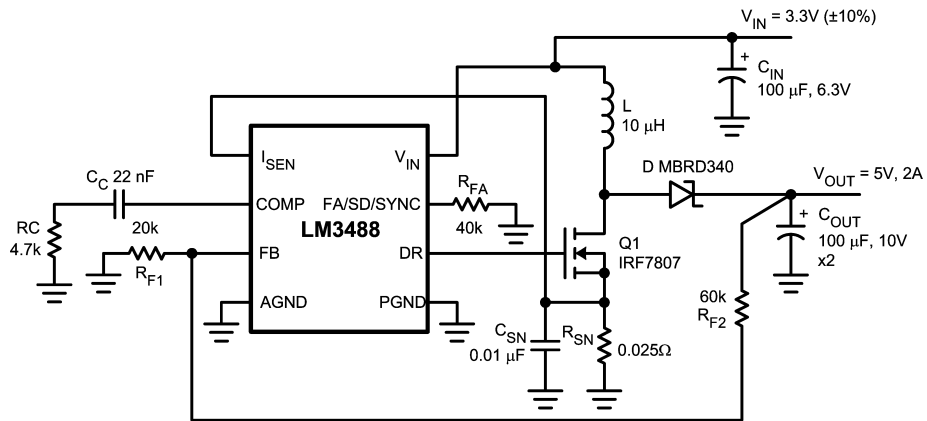 V_IN = 3.3V (±10%)
+
C_IN
100 μF, 6.3V
L
10 μH
I_SEN
V_IN
D MBRD340
V_OUT = 5V, 2A
C_C 22 nF
COMP
FA/SD/SYNC
R_FA
40k
LM3488
RC
4.7k
20k
R_F1
FB
DR
Q1
IRF7807
+
C_OUT
100 μF, 10V
x2
AGND
PGND
60k
R_F2
C_SN
0.01 μF
R_SN
0.025Ω